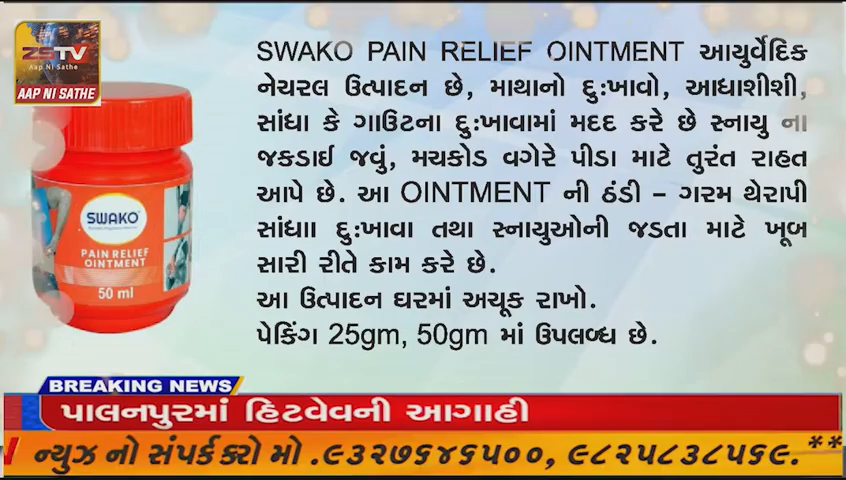 ZSTV
Aap Ni Sathe
AAP NI SATHE
SWAKO PAIN RELIEF OINTMENT આયુર્વેદિક
નેચરલ ઉત્પાદન છે, માથાનો દુઃખાવો, આધાશીશી,
સાંધા કે ગાઉટના દુઃખાવામાં મદદ કરે છે સ્નાયુ ના
જકડાઈ જવું, મચકોડ વગેરે પીડા માટે તુરંત રાહત
આપે છે. આ OINTMENT ની ઠંડી – ગરમ થેરાપી
સાંધાા દુઃખાવા તથા સ્નાયુઓની જડતા માટે ખૂબ
સારી રીતે કામ કરે છે.
આ ઉત્પાદન ઘરમાં અચૂક રાખો.
પેકિંગ 25gm, 50gm માં ઉપલબ્ધ છે.
SWAKO
PAIN RELIEF
OINTMENT
50 ml
BREAKING NEWS
પાલનપુરમાં હિટવેવની આગાહી
ન્યુઝ નો સંપર્ક કરો મો .૯૩૨૭૬૪૬૫૦૦, ૯૮૨૫૮૩૮૫૬૯.**